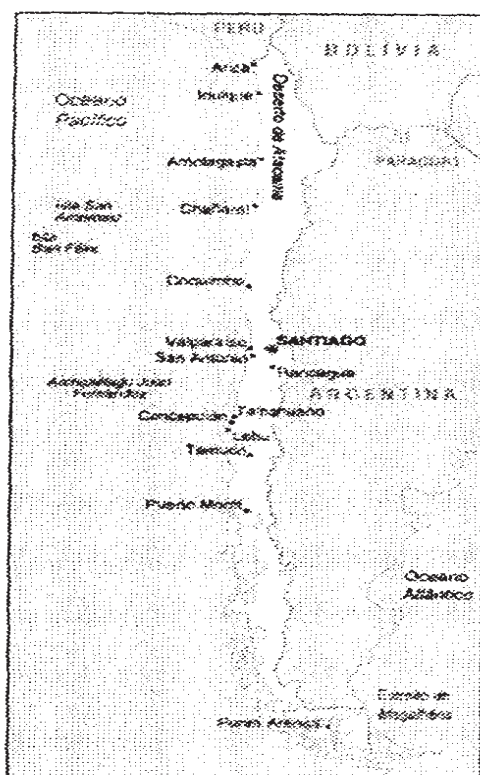 PERU
BOLIVIA
Arica
Iquique
Océano
Pacífico
Desierto de Atacama
Antofagasta
PARAGUAY
Isla San
Ambrosio
Chañaral
Isla
San Félix
Coquimbo
Valparaíso
SANTIAGO
San Antonio
Rancagua
Archipiélago Juan
Fernández
ARGENTINA
Concepción
Talcahuano
Lebu
Temuco
Puerto Montt
Océano
Atlántico
Estrecho de
Magallanes
Punta Arenas